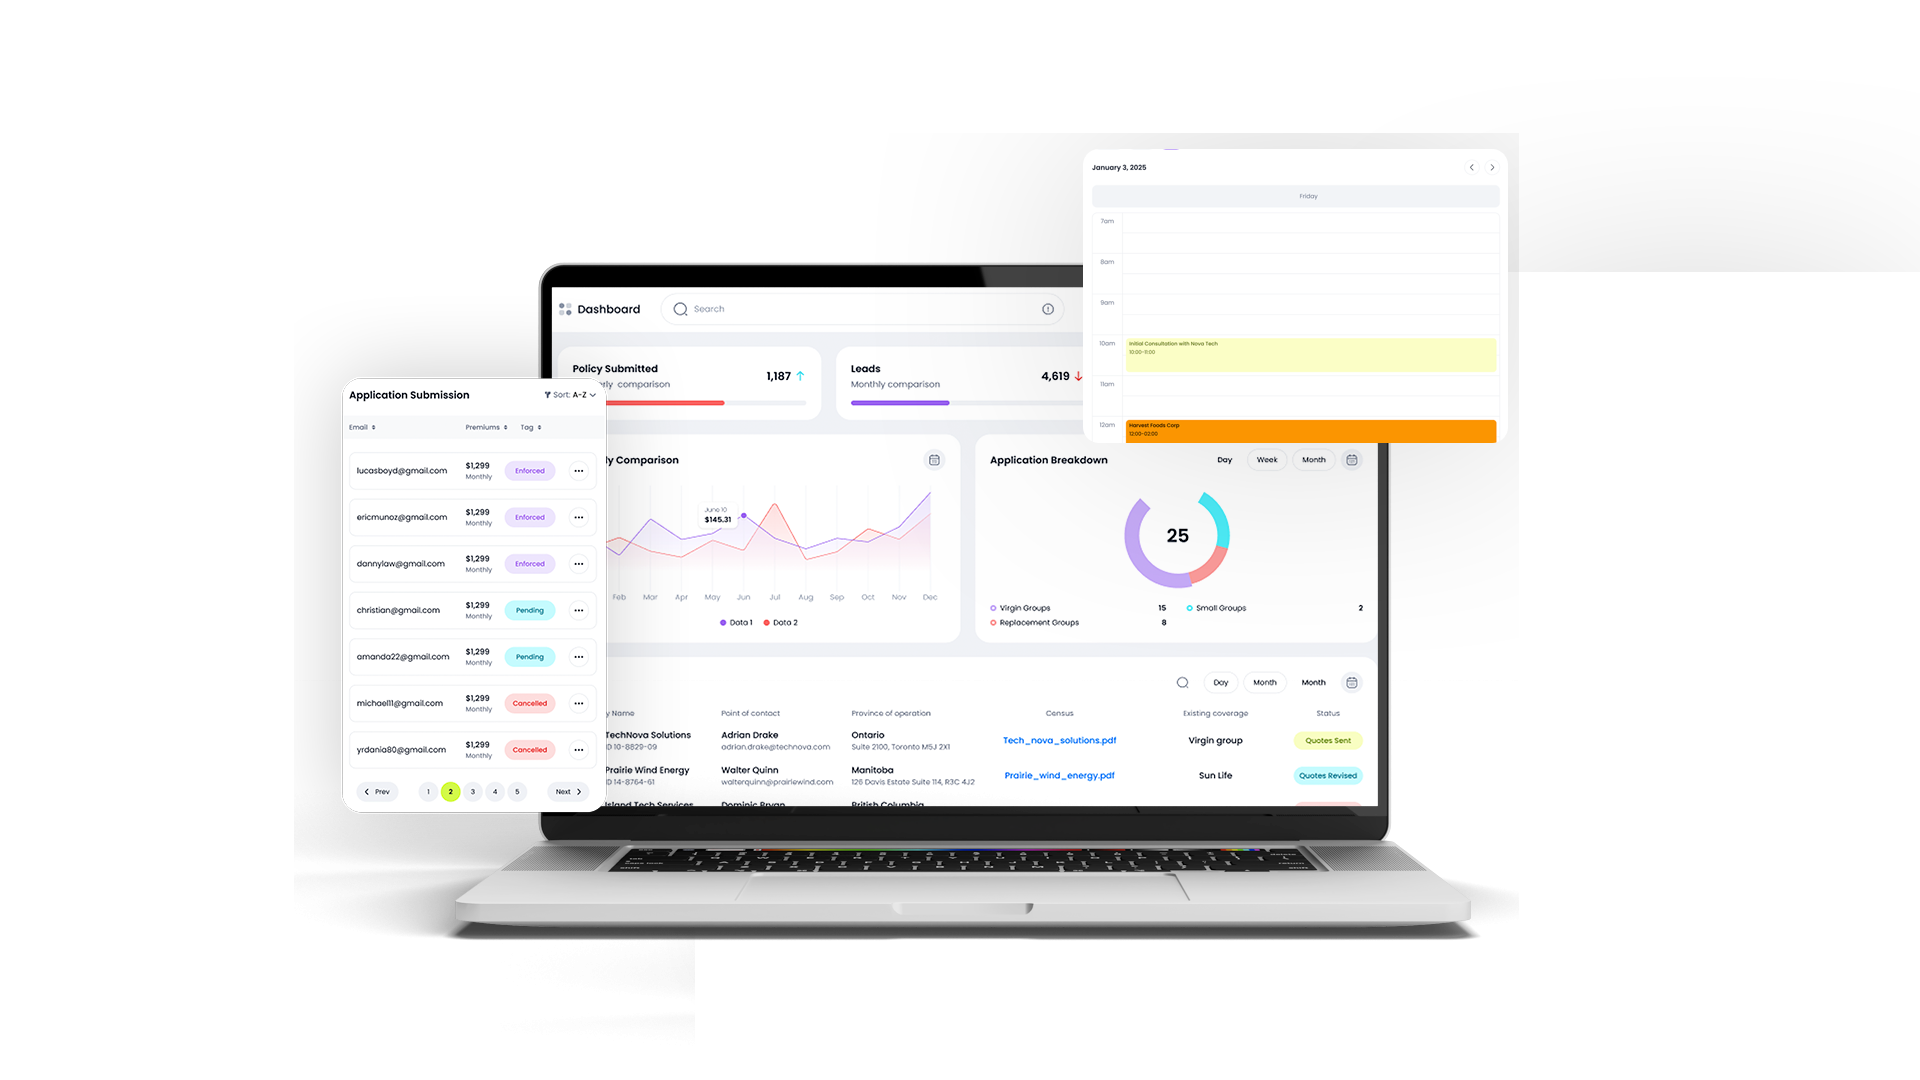 January 3, 2025
Friday
7am
8am
9am
10am
Initial Consultation with Nova Tech
10:00-11:00
11am
12am
Harvest Foods Corp
12:00-02:00
Dashboard
Search
Policy Submitted
rly comparison
1,187
Leads
Monthly comparison
4,619
Application Submission
Sort: A-Z
Email
Premiums
Tag
lucasboyd@gmail.com
$1,299
Monthly
Enforced
ericmunoz@gmail.com
$1,299
Monthly
Enforced
dannylaw@gmail.com
$1,299
Monthly
Enforced
christian@gmail.com
$1,299
Monthly
Pending
amanda22@gmail.com
$1,299
Monthly
Pending
michael11@gmail.com
$1,299
Monthly
Cancelled
yrdania80@gmail.com
$1,299
Monthly
Cancelled
Prev 1 2 3 4 5 Next
ly Comparison
June 10
$145.31
Feb Mar Apr May Jun Jul Aug Sep Oct Nov Dec
Data 1 Data 2
Application Breakdown
Day Week Month
25
Virgin Groups 15
Small Groups 2
Replacement Groups 8
Day Month Month
y Name
Point of contact
Province of operation
Census
Existing coverage
Status
TechNova Solutions
ID 10-8829-09
Adrian Drake
adrian.drake@technova.com
Ontario
Suite 2100, Toronto M5J 2X1
Tech_nova_solutions.pdf
Virgin group
Quotes Sent
Prairie Wind Energy
ID 14-8764-61
Walter Quinn
walterquinn@prairiewind.com
Manitoba
126 Davis Estate Suite 114, R3C 4J2
Prairie_wind_energy.pdf
Sun Life
Quotes Revised
Island Tech Services
Dominic Bryan
British Columbia